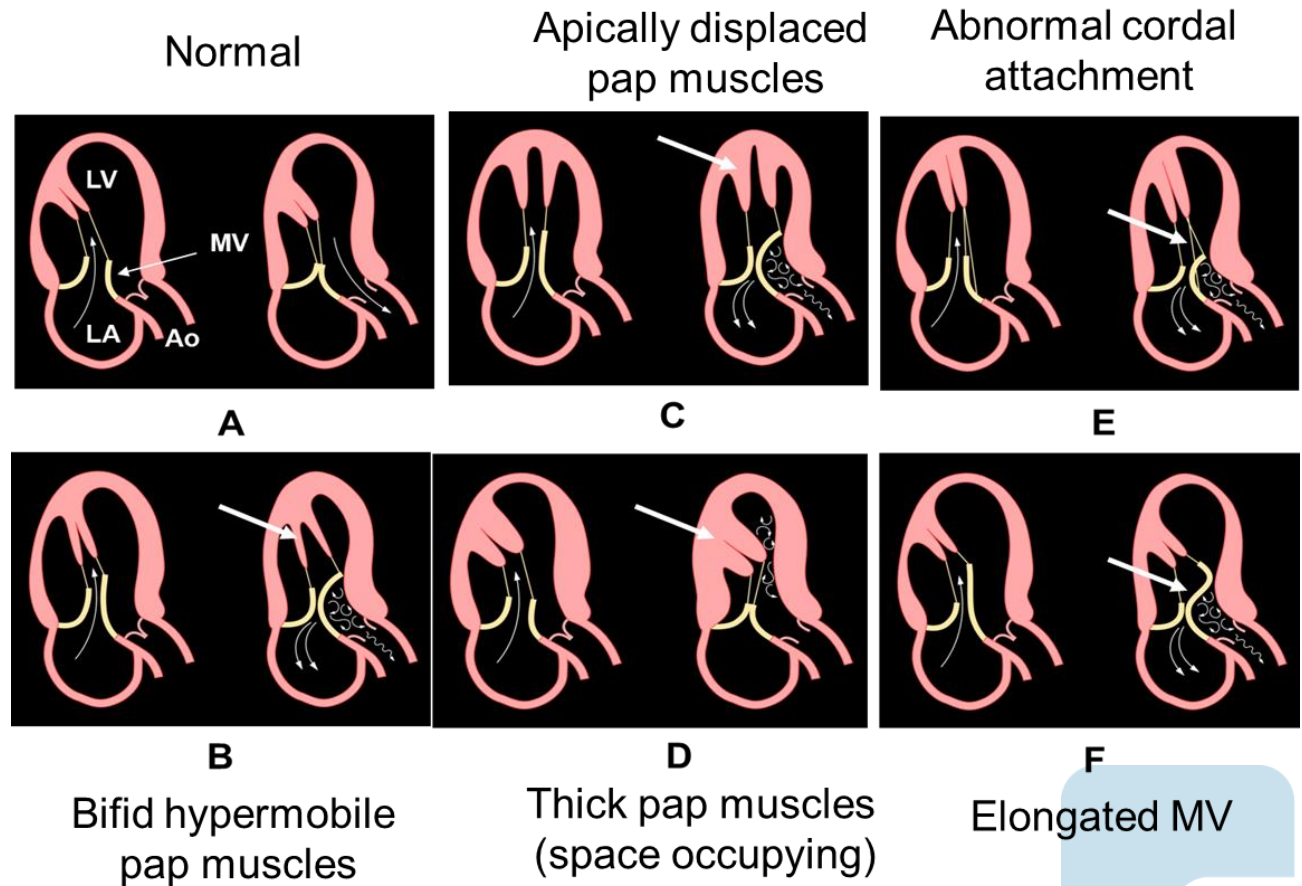 Normal
Apically displaced
pap muscles
Abnormal cordal
attachment
LV
MV
LA
Ao
A
C
E
B
D
F
Bifid hypermobile
pap muscles
Thick pap muscles
(space occupying)
Elongated MV